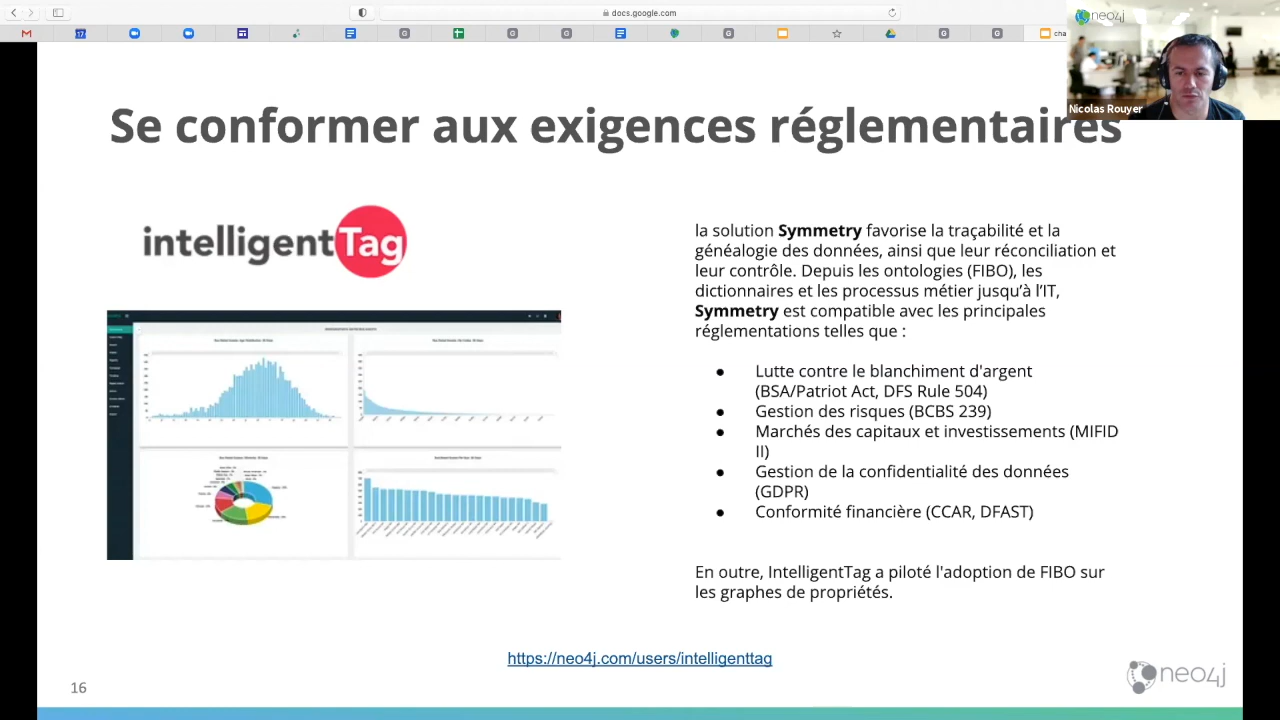 docs.google.com
17
cha
neo4j
Nicolas Rouyer
Se conformer aux exigences réglementaires
intelligentTag
la solution Symmetry favorise la traçabilité et la
généalogie des données, ainsi que leur réconciliation et
leur contrôle. Depuis les ontologies (FIBO), les
dictionnaires et les processus métier jusqu’à l’IT,
Symmetry est compatible avec les principales
réglementations telles que :
● Lutte contre le blanchiment d'argent
(BSA/Patriot Act, DFS Rule 504)
● Gestion des risques (BCBS 239)
● Marchés des capitaux et investissements (MIFID
II)
● Gestion de la confidentialité des données
(GDPR)
● Conformité financière (CCAR, DFAST)
En outre, IntelligentTag a piloté l'adoption de FIBO sur
les graphes de propriétés.
https://neo4j.com/users/intelligenttag
16
neo4j